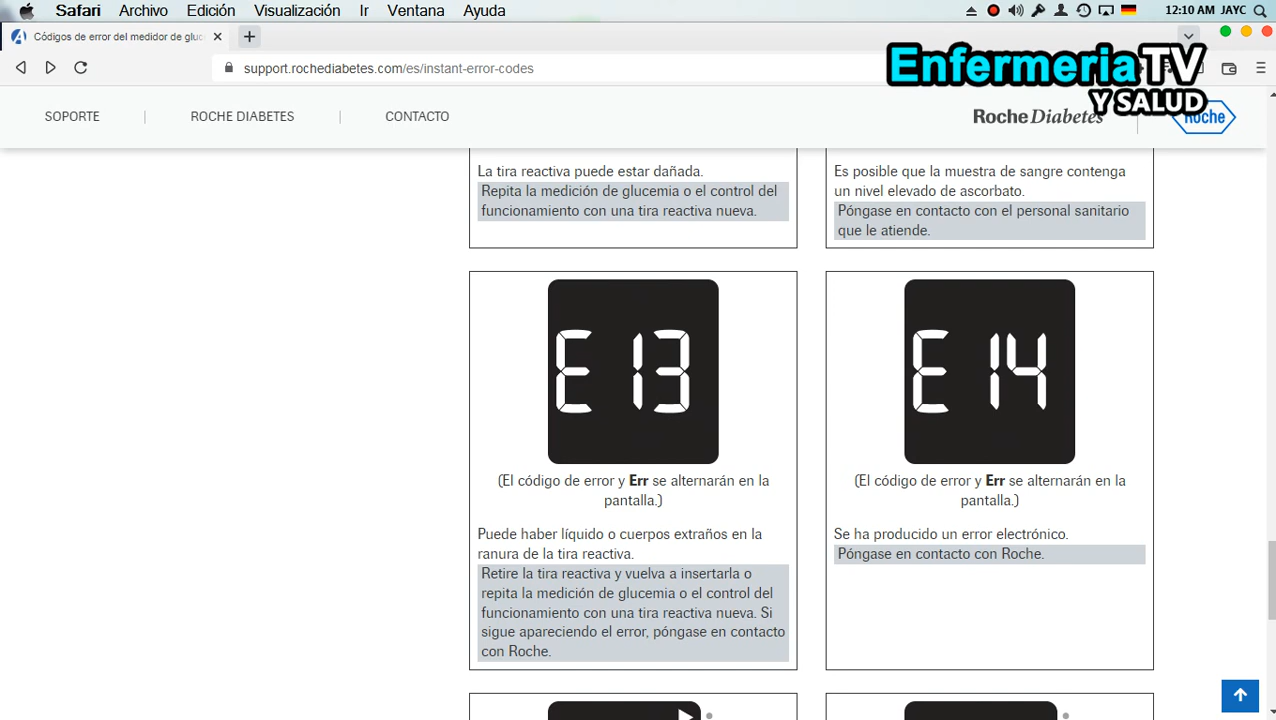 Safari Archivo Edición Visualización Ir Ventana Ayuda 12:10 AM JAYC
Códigos de error del medidor de gluc
support.rochediabetes.com/es/instant-error-codes
EnfermeriaTV
Y SALUD
SOPORTE ROCHE DIABETES CONTACTO Roche Diabetes Roche
La tira reactiva puede estar dañada.
Repita la medición de glucemia o el control del
funcionamiento con una tira reactiva nueva.
Es posible que la muestra de sangre contenga
un nivel elevado de ascorbato.
Póngase en contacto con el personal sanitario
que le atiende.
E 13
(El código de error y Err se alternarán en la
pantalla.)
Puede haber líquido o cuerpos extraños en la
ranura de la tira reactiva.
Retire la tira reactiva y vuelva a insertarla o
repita la medición de glucemia o el control del
funcionamiento con una tira reactiva nueva. Si
sigue apareciendo el error, póngase en contacto
con Roche.
E 14
(El código de error y Err se alternarán en la
pantalla.)
Se ha producido un error electrónico.
Póngase en contacto con Roche.